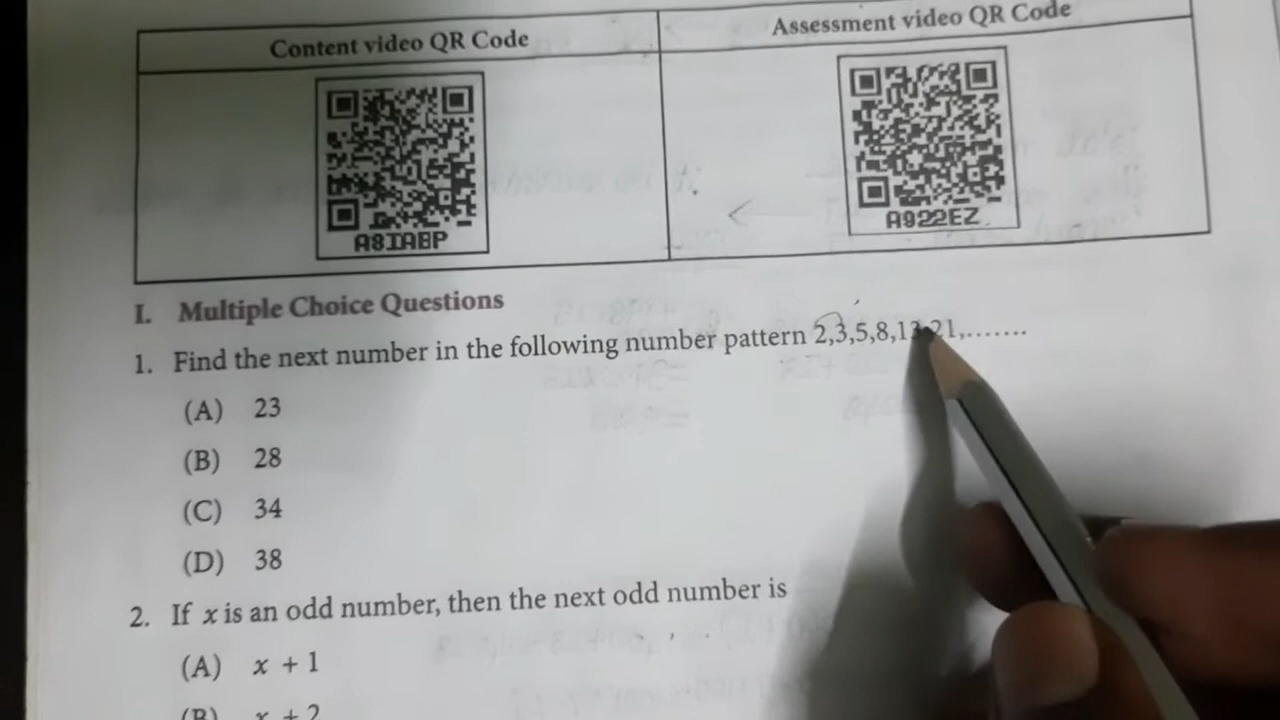 Content video QR Code
Assessment video QR Code
A8IABP
A922EZ
I. Multiple Choice Questions
1. Find the next number in the following number pattern 2,3,5,8,13,21,.......
(A) 23
(B) 28
(C) 34
(D) 38
2. If x is an odd number, then the next odd number is
(A) x + 1
(B) x + 2